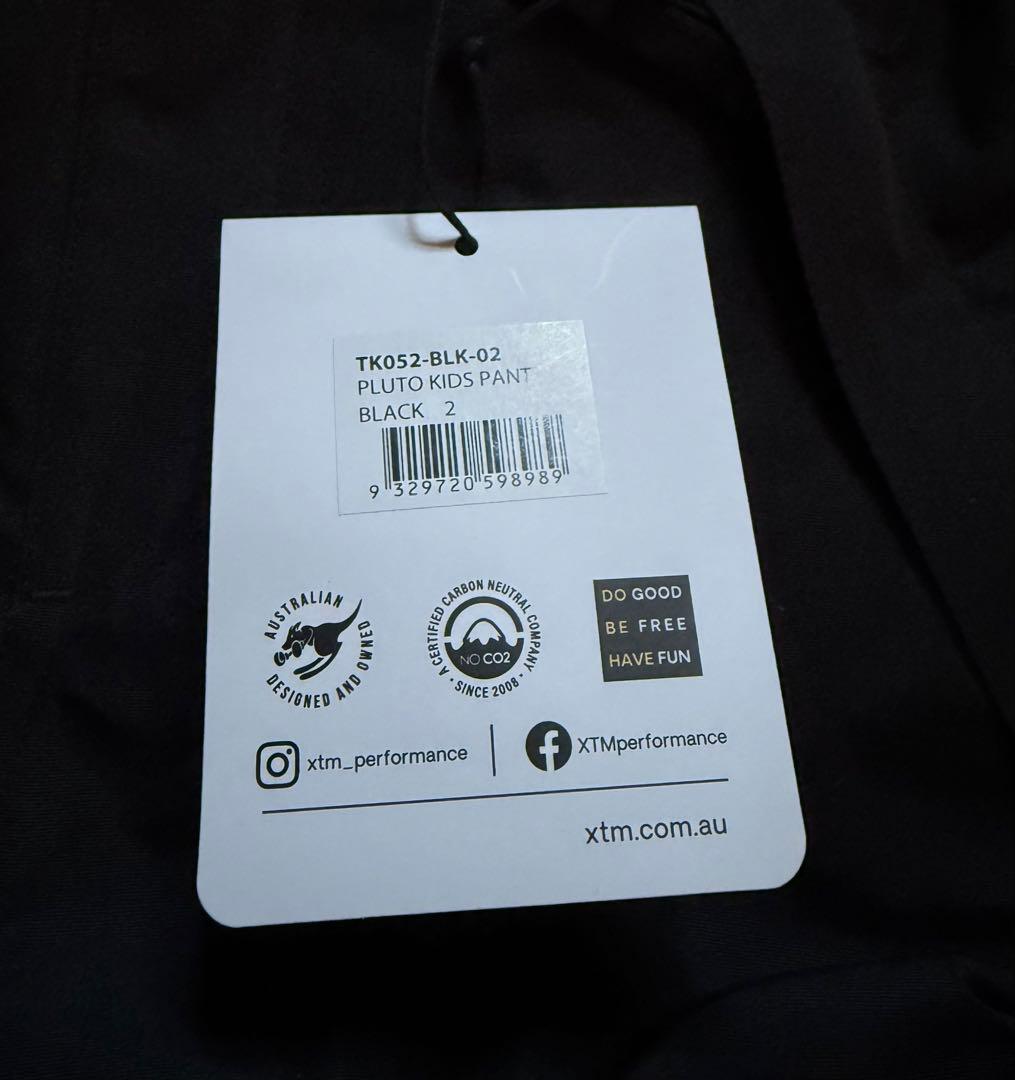 TK052-BLK-02
PLUTO KIDS PANT
BLACK 2
9 329720 598989
AUSTRALIAN
DESIGNED AND OWNED
A CERTIFIED CARBON NEUTRAL COMPANY
NO CO2
• SINCE 2008 •
DO GOOD
BE FREE
HAVE FUN
xtm_performance
XTMperformance
xtm.com.au